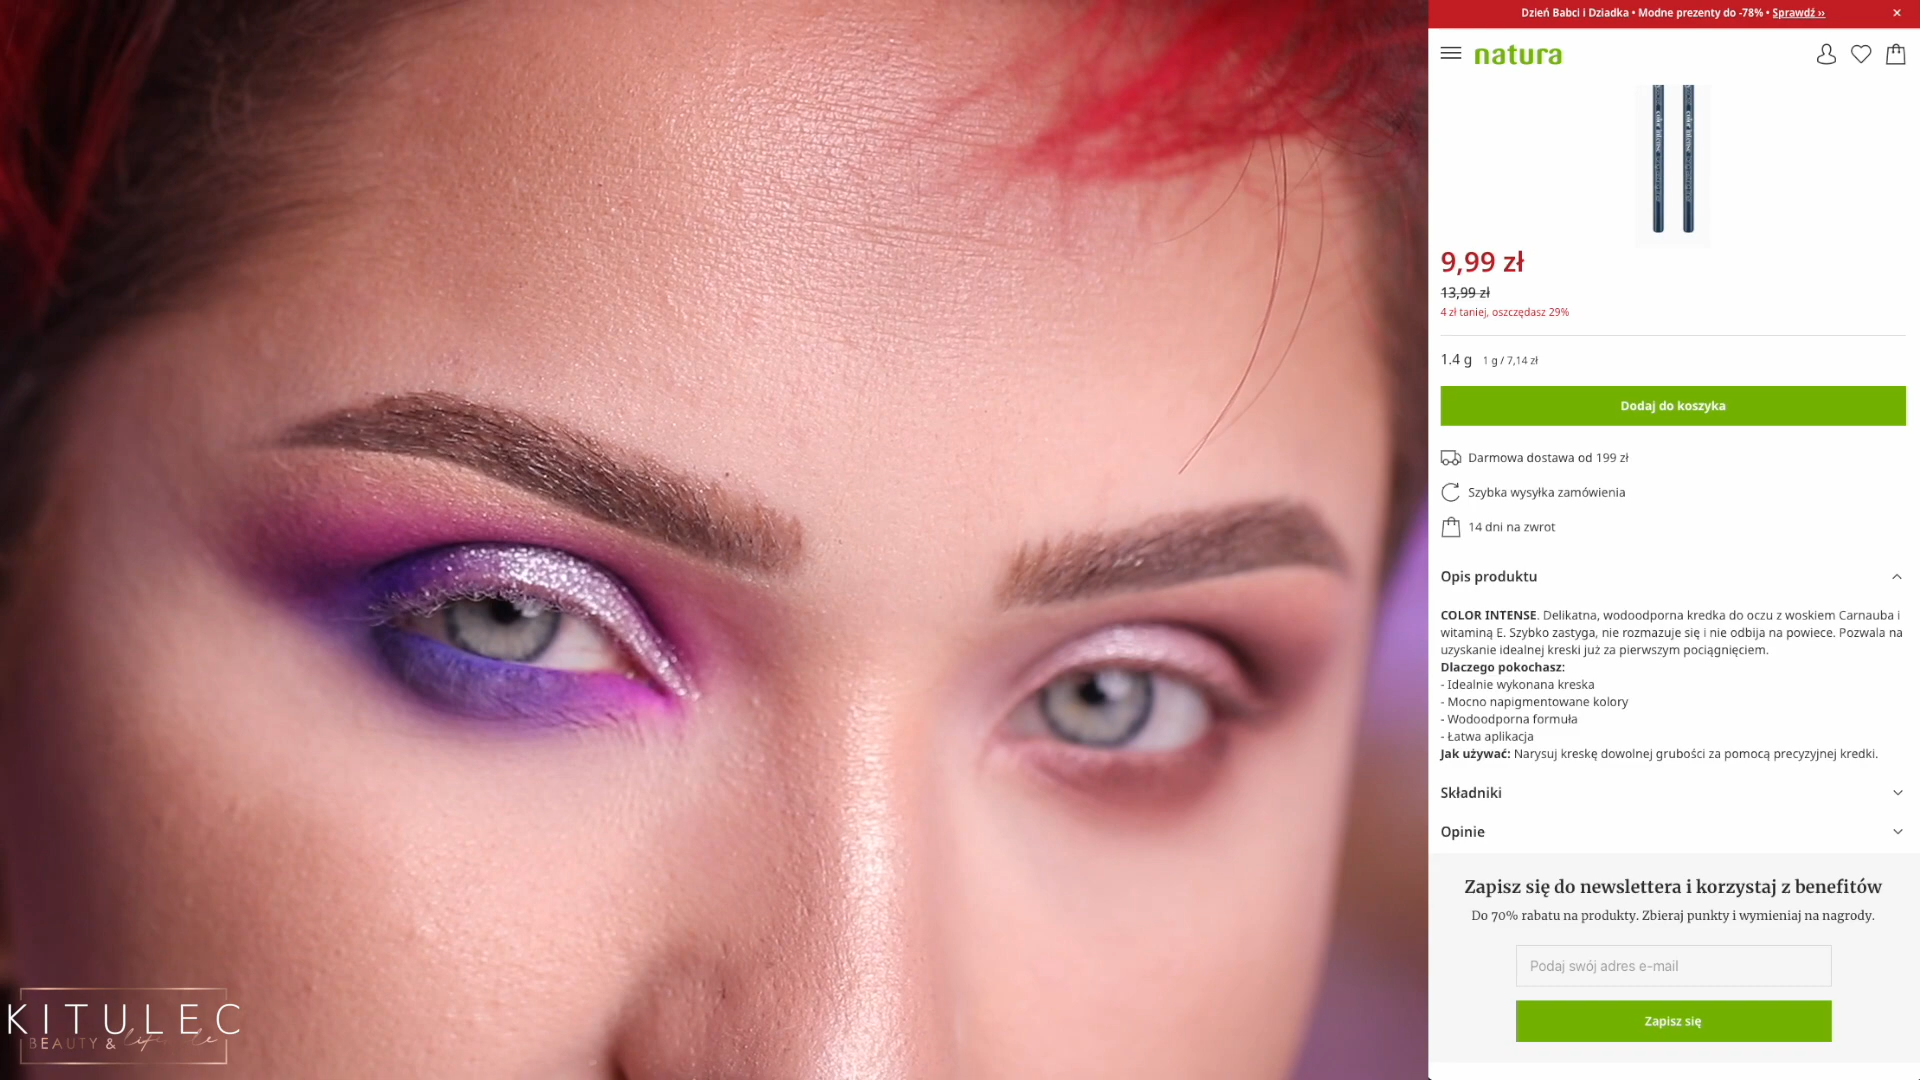 KITULEC
BEAUTY &
Dzień Babci i Dziadka • Modne prezenty do -78% • Sprawdź ››
natura
9,99 zł
13,99 zł
4 zł taniej, oszczędasz 29%
1.4 g 1 g / 7,14 zł
Dodaj do koszyka
Darmowa dostawa od 199 zł
Szybka wysyłka zamówienia
14 dni na zwrot
Opis produktu
COLOR INTENSE. Delikatna, wodoodporna kredka do oczu z woskiem Carnauba i
witaminą E. Szybko zastyga, nie rozmazuje się i nie odbija na powiece. Pozwala na
uzyskanie idealnej kreski już za pierwszym pociągnięciem.
Dlaczego pokochasz:
- Idealnie wykonana kreska
- Mocno napigmentowane kolory
- Wodoodporna formuła
- Łatwa aplikacja
Jak używać: Narysuj kreskę dowolnej grubości za pomocą precyzyjnej kredki.
Składniki
Opinie
Zapisz się do newslettera i korzystaj z benefitów
Do 70% rabatu na produkty. Zbieraj punkty i wymieniaj na nagrody.
Podaj swój adres e-mail
Zapisz się